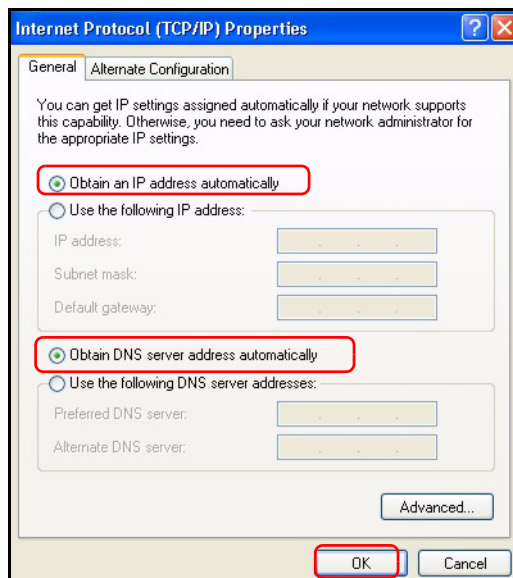 Internet Protocol (TCP/IP) Properties
General
Alternate Configuration
You can get IP settings assigned automatically if your network supports
this capability. Otherwise, you need to ask your network administrator for
the appropriate IP settings.
Obtain an IP address automatically
Use the following IP address:
IP address:
Subnet mask:
Default gateway:
Obtain DNS server address automatically
Use the following DNS server addresses:
Preferred DNS server:
Alternate DNS server:
Advanced...
OK
Cancel